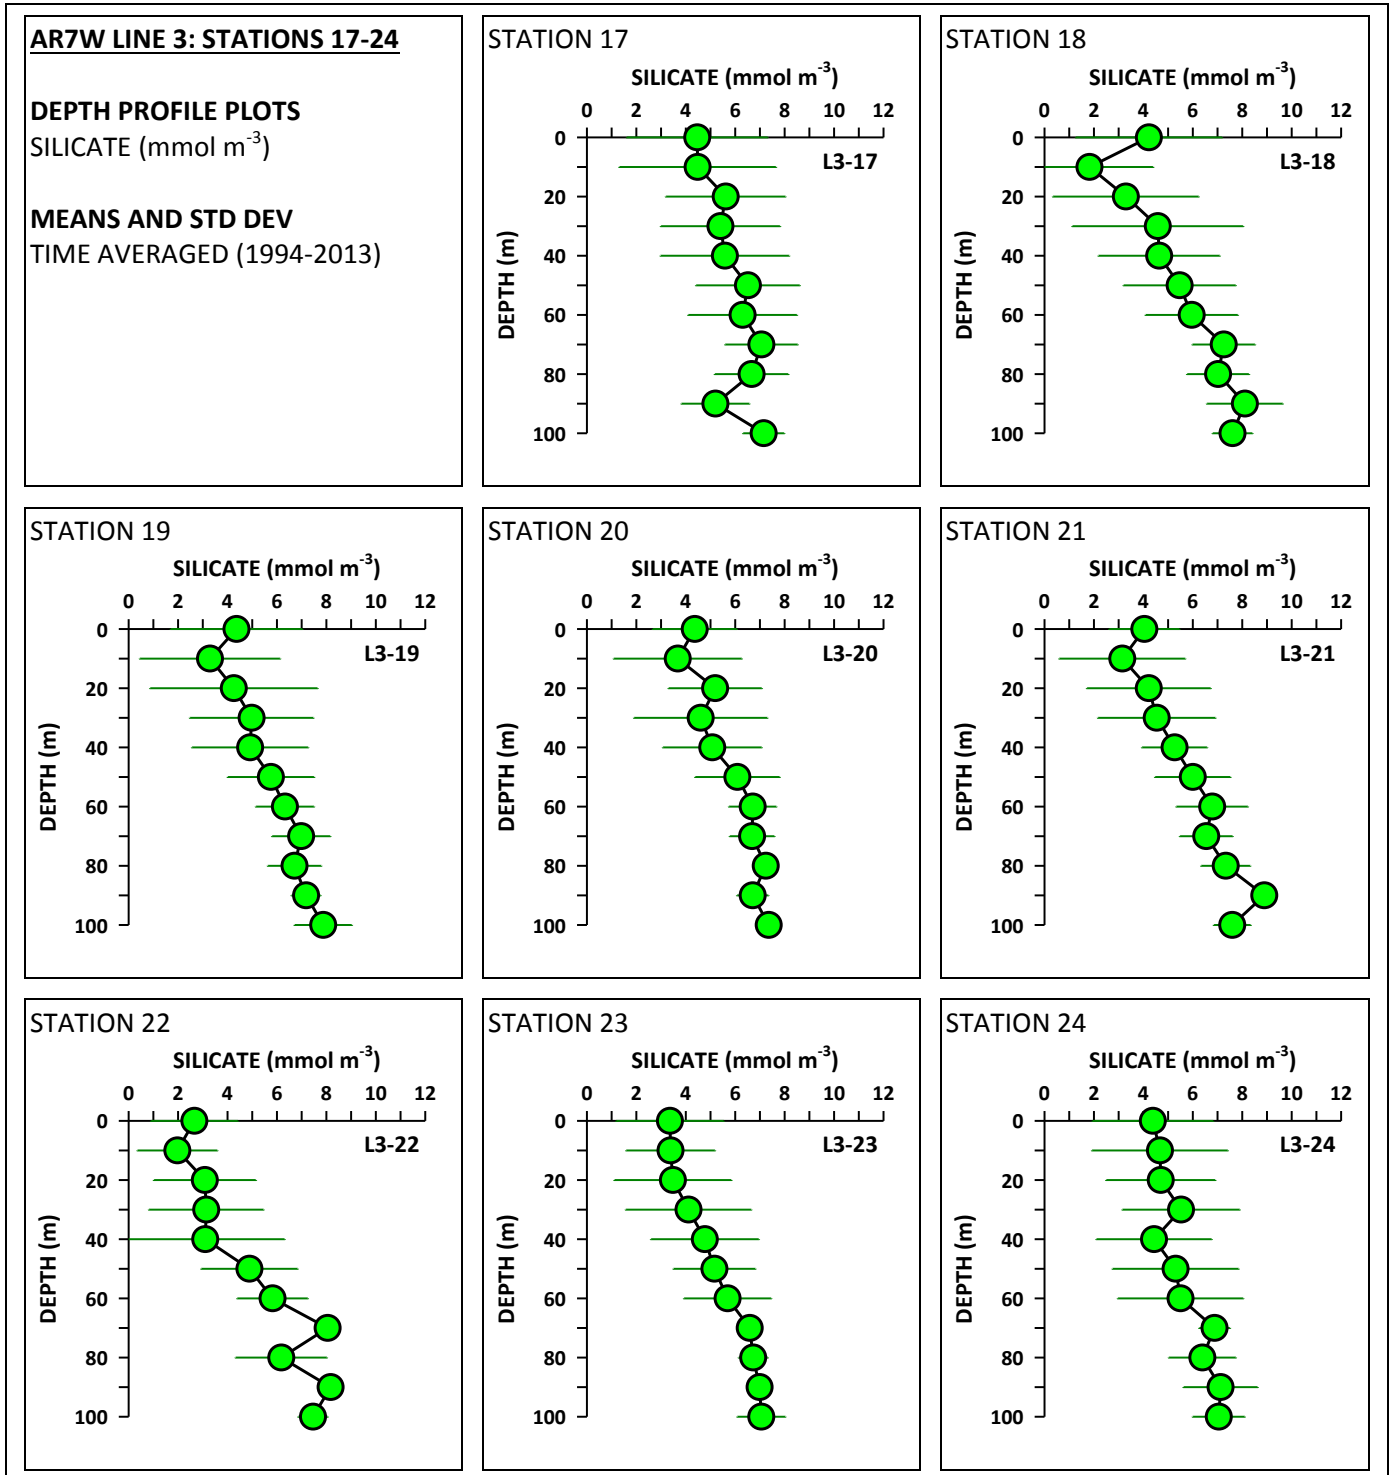 AR7W LINE 3: STATIONS 17-24
DEPTH PROFILE PLOTS
SILICATE (mmol m-3)
MEANS AND STD DEV
TIME AVERAGED (1994-2013)
STATION 17
SILICATE (mmol m-3)
0 2 4 6 8 10 12
0
20
40
60
80
100
DEPTH (m)
L3-17
STATION 18
SILICATE (mmol m-3)
0 2 4 6 8 10 12
0
20
40
60
80
100
DEPTH (m)
L3-18
STATION 19
SILICATE (mmol m-3)
0 2 4 6 8 10 12
0
20
40
60
80
100
DEPTH (m)
L3-19
STATION 20
SILICATE (mmol m-3)
0 2 4 6 8 10 12
0
20
40
60
80
100
DEPTH (m)
L3-20
STATION 21
SILICATE (mmol m-3)
0 2 4 6 8 10 12
0
20
40
60
80
100
DEPTH (m)
L3-21
STATION 22
SILICATE (mmol m-3)
0 2 4 6 8 10 12
0
20
40
60
80
100
DEPTH (m)
L3-22
STATION 23
SILICATE (mmol m-3)
0 2 4 6 8 10 12
0
20
40
60
80
100
DEPTH (m)
L3-23
STATION 24
SILICATE (mmol m-3)
0 2 4 6 8 10 12
0
20
40
60
80
100
DEPTH (m)
L3-24